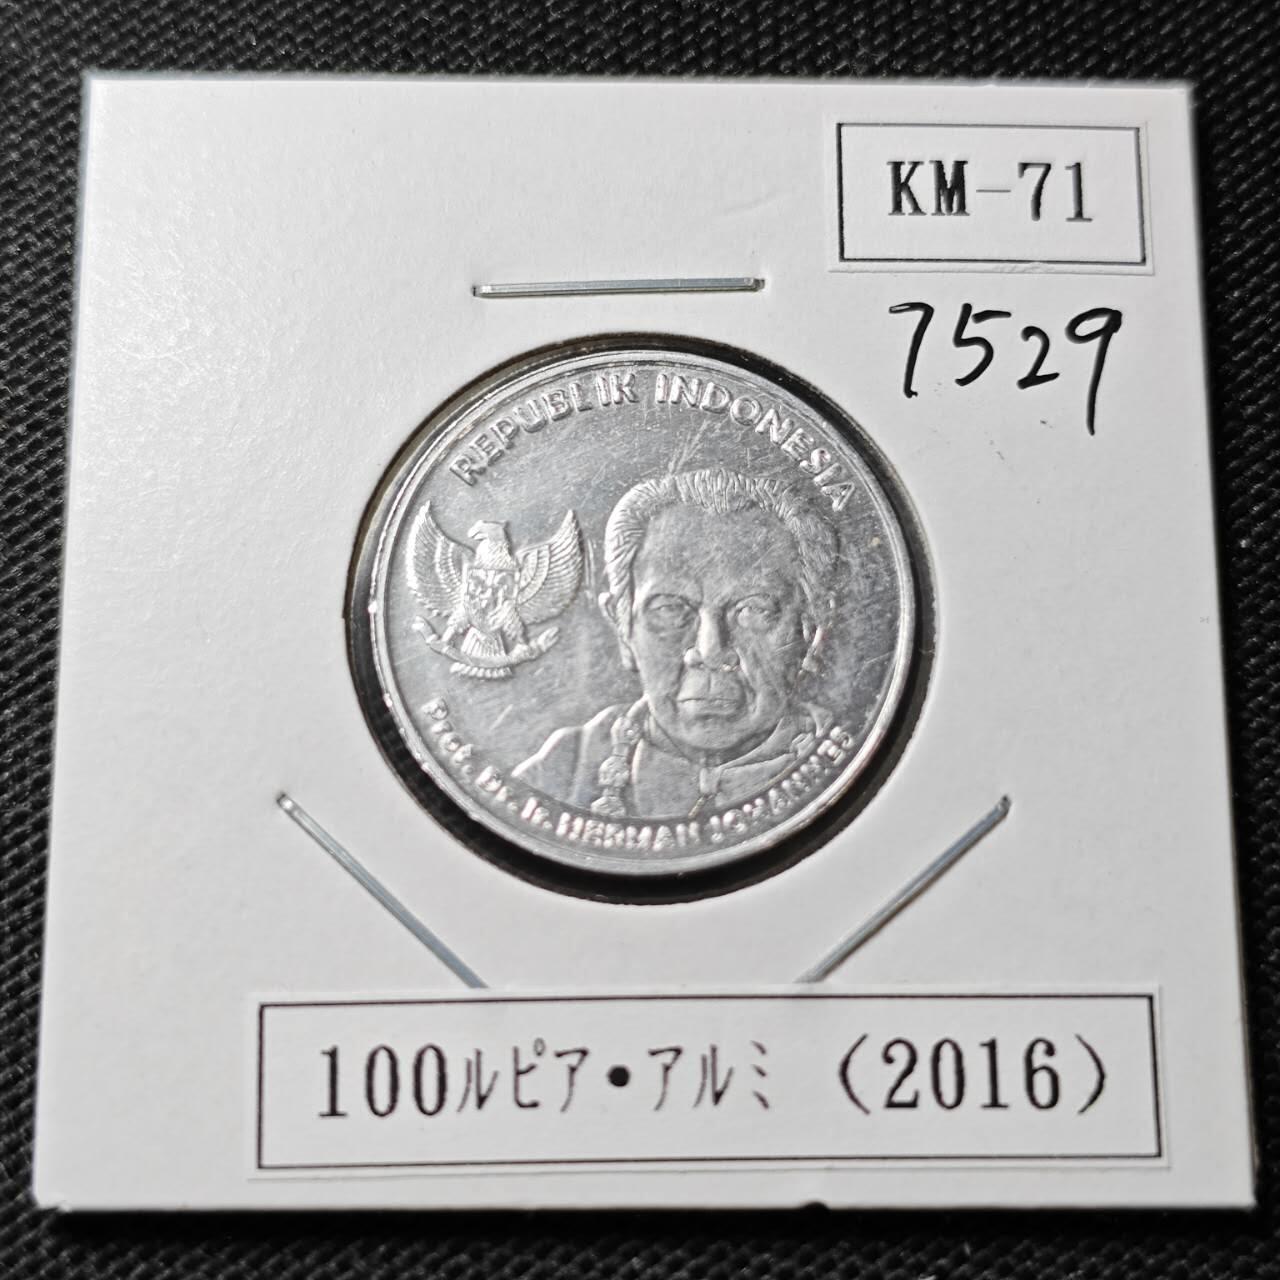 KM-71
7529
REPUBLIK INDONESIA
Prof. Dr. Ir. HERMAN JOHANNES
100ﾙﾋﾟｱ•ｱﾙﾐ (2016)